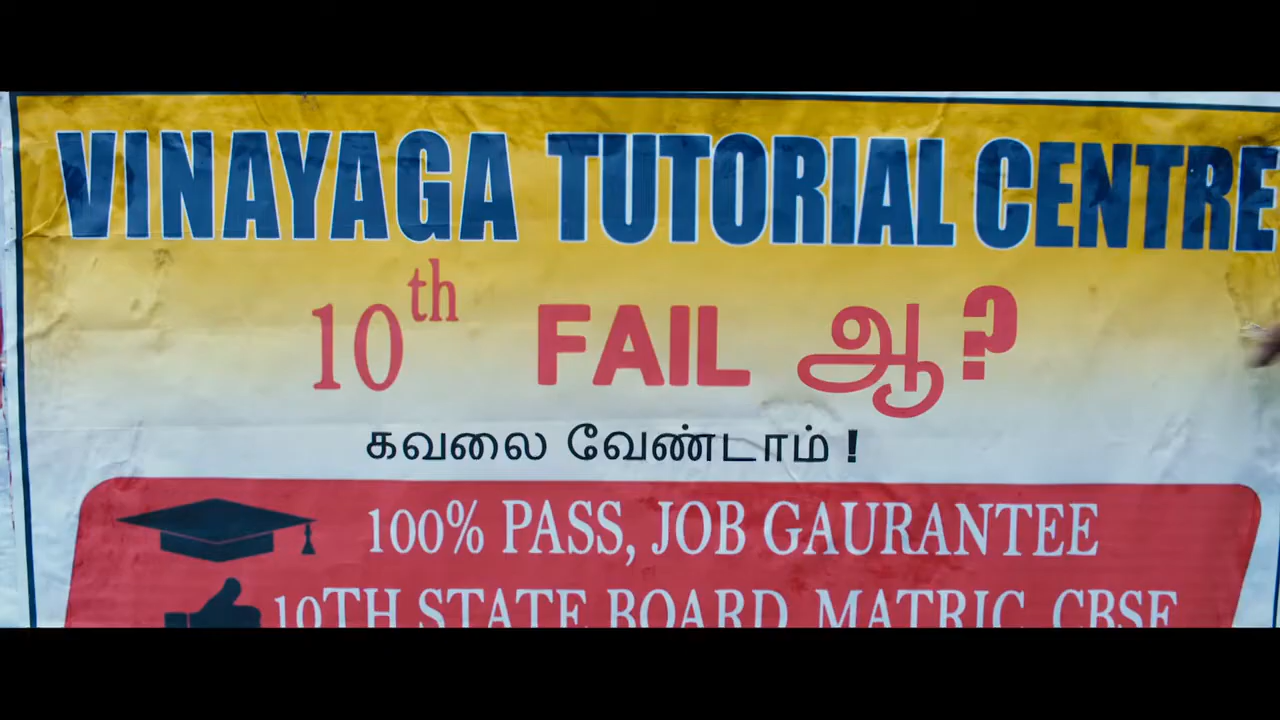 VINAYAGA TUTORIAL CENTRE
10th FAIL ஆ?
கவலை வேண்டாம் !
100% PASS, JOB GAURANTEE
10TH STATE BOARD, MATRIC, CBSE